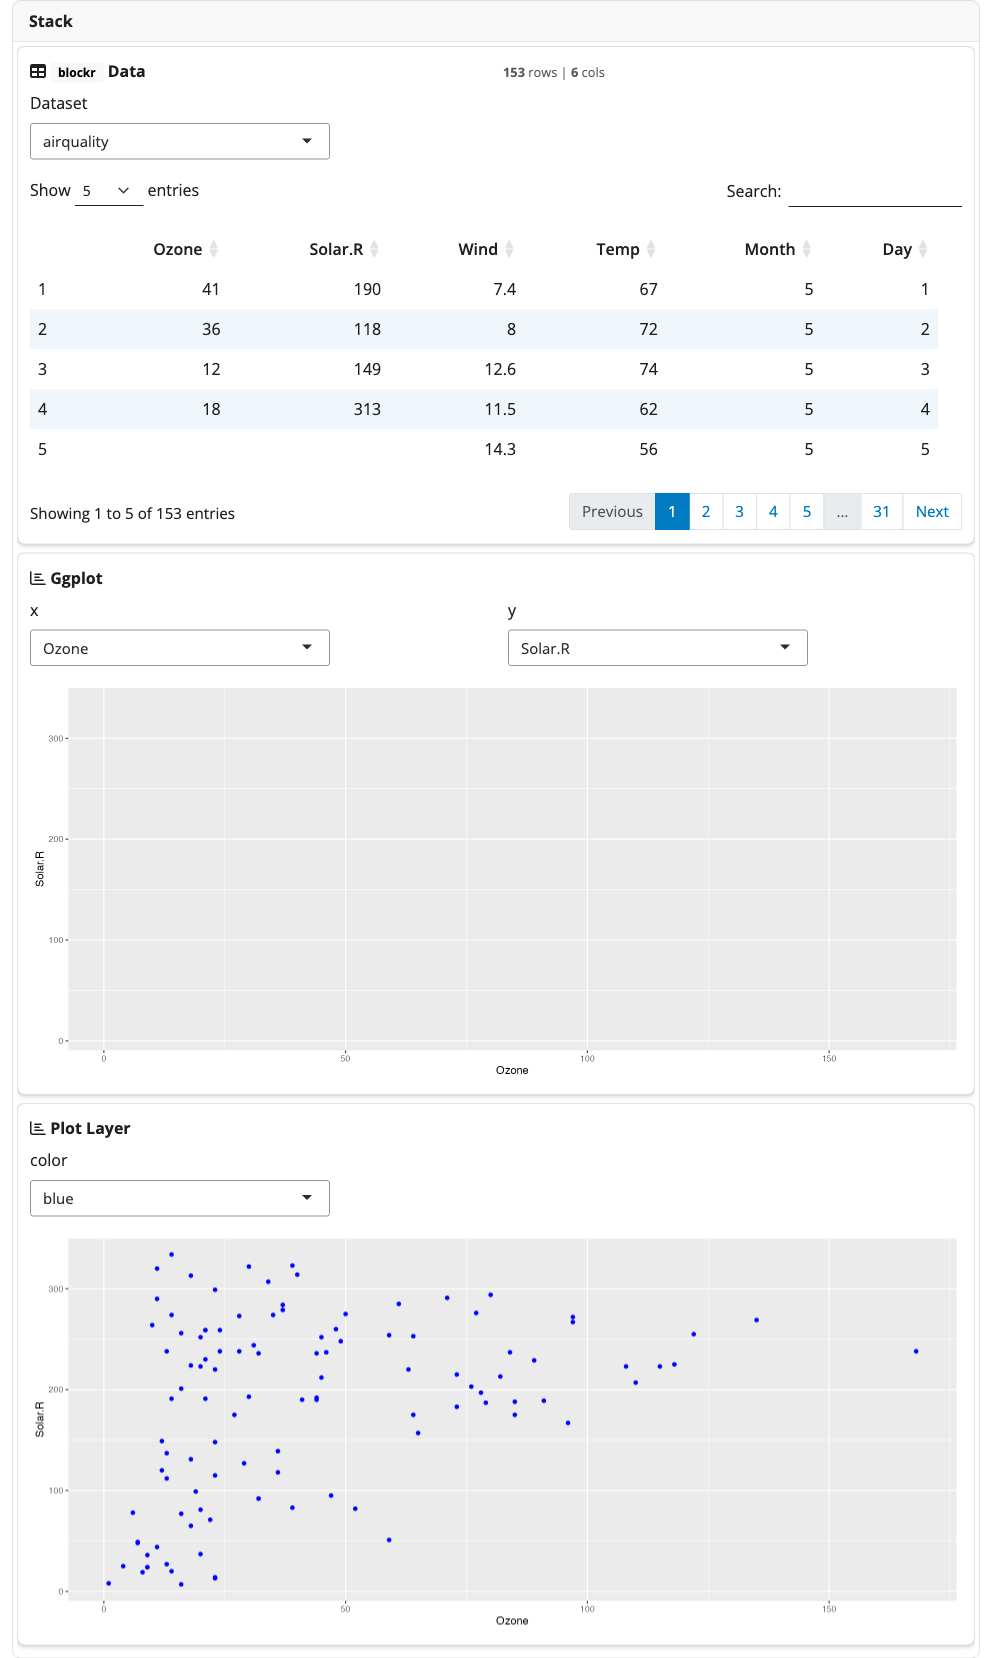 Stack
blockr Data 153 rows | 6 cols
Dataset
airquality
Show 5 entries Search:
Ozone Solar.R Wind Temp Month Day
1 41 190 7.4 67 5 1
2 36 118 8 72 5 2
3 12 149 12.6 74 5 3
4 18 313 11.5 62 5 4
5 14.3 56 5 5
Showing 1 to 5 of 153 entries Previous 1 2 3 4 5 ... 31 Next
Ggplot
x y
Ozone Solar.R
300
200
Solar.R
100
0
0 50 100 150
Ozone
Plot Layer
color
blue
300
200
Solar.R
100
0
0 50 100 150
Ozone